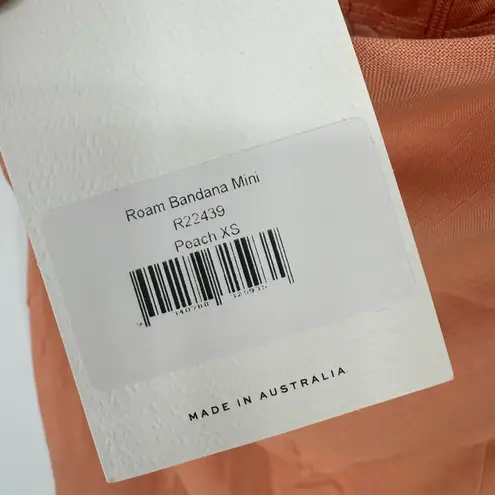 Roam Bandana Mini
R22439
Peach XS
MADE IN AUSTRALIA